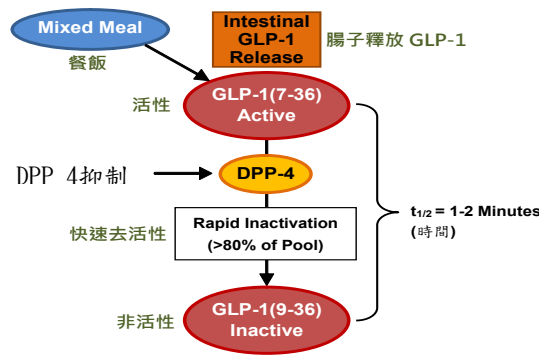 Mixed Meal
餐飯
Intestinal
GLP-1
Release
腸子釋放 GLP-1
活性
GLP-1(7-36)
Active
DPP 4抑制
DPP-4
快速去活性
Rapid Inactivation
(>80% of Pool)
t1/2 = 1-2 Minutes
(時間)
非活性
GLP-1(9-36)
Inactive